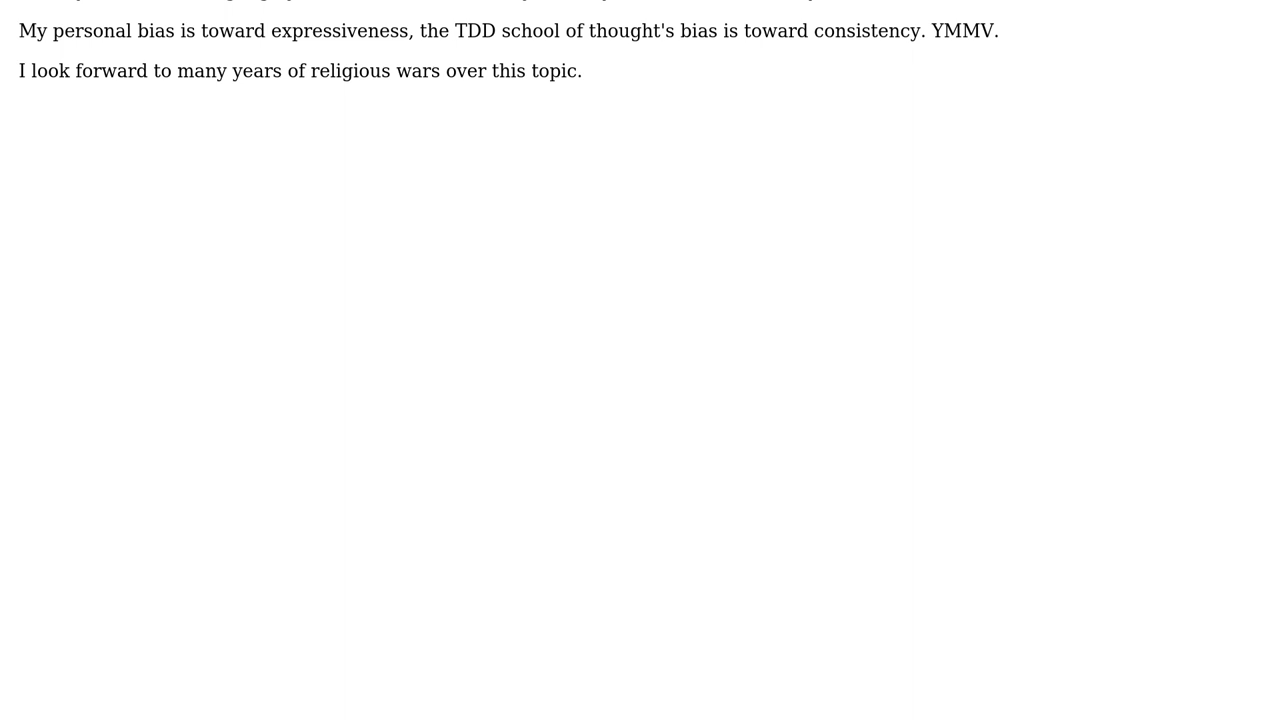 My personal bias is toward expressiveness, the TDD school of thought's bias is toward consistency. YMMV.
I look forward to many years of religious wars over this topic.